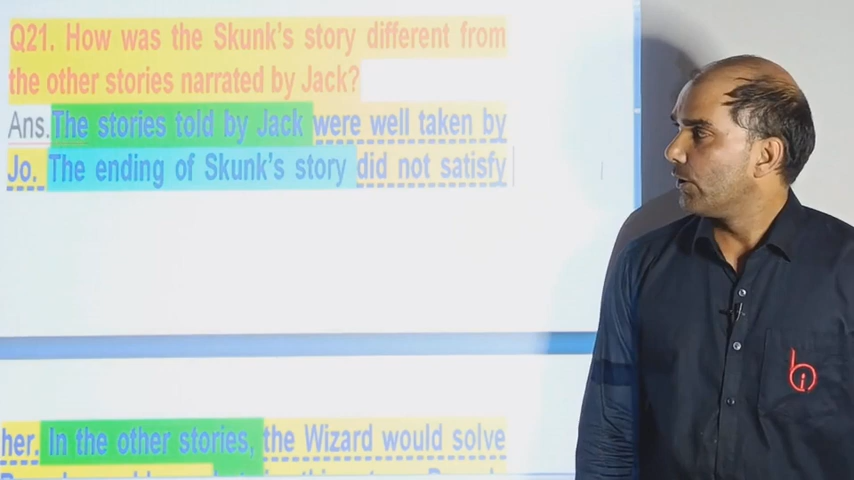 Q21. How was the Skunk's story different from
the other stories narrated by Jack?
Ans. The stories told by Jack were well taken by
Jo. The ending of Skunk's story did not satisfy
her. In the other stories, the Wizard would solve